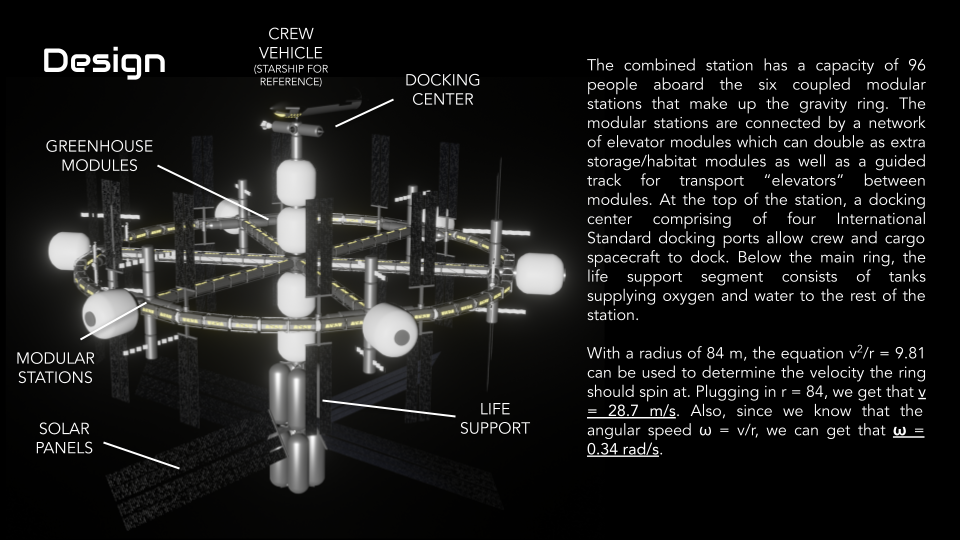 Design
CREW
VEHICLE
(STARSHIP FOR
REFERENCE)
DOCKING
CENTER
GREENHOUSE
MODULES
MODULAR
STATIONS
SOLAR
PANELS
LIFE
SUPPORT
The combined station has a capacity of 96
people aboard the six coupled modular
stations that make up the gravity ring. The
modular stations are connected by a network
of elevator modules which can double as extra
storage/habitat modules as well as a guided
track for transport “elevators” between
modules. At the top of the station, a docking
center comprising of four International
Standard docking ports allow crew and cargo
spacecraft to dock. Below the main ring, the
life support segment consists of tanks
supplying oxygen and water to the rest of the
station.
With a radius of 84 m, the equation v²/r = 9.81
can be used to determine the velocity the ring
should spin at. Plugging in r = 84, we get that v
= 28.7 m/s. Also, since we know that the
angular speed ω = v/r, we can get that ω =
0.34 rad/s.